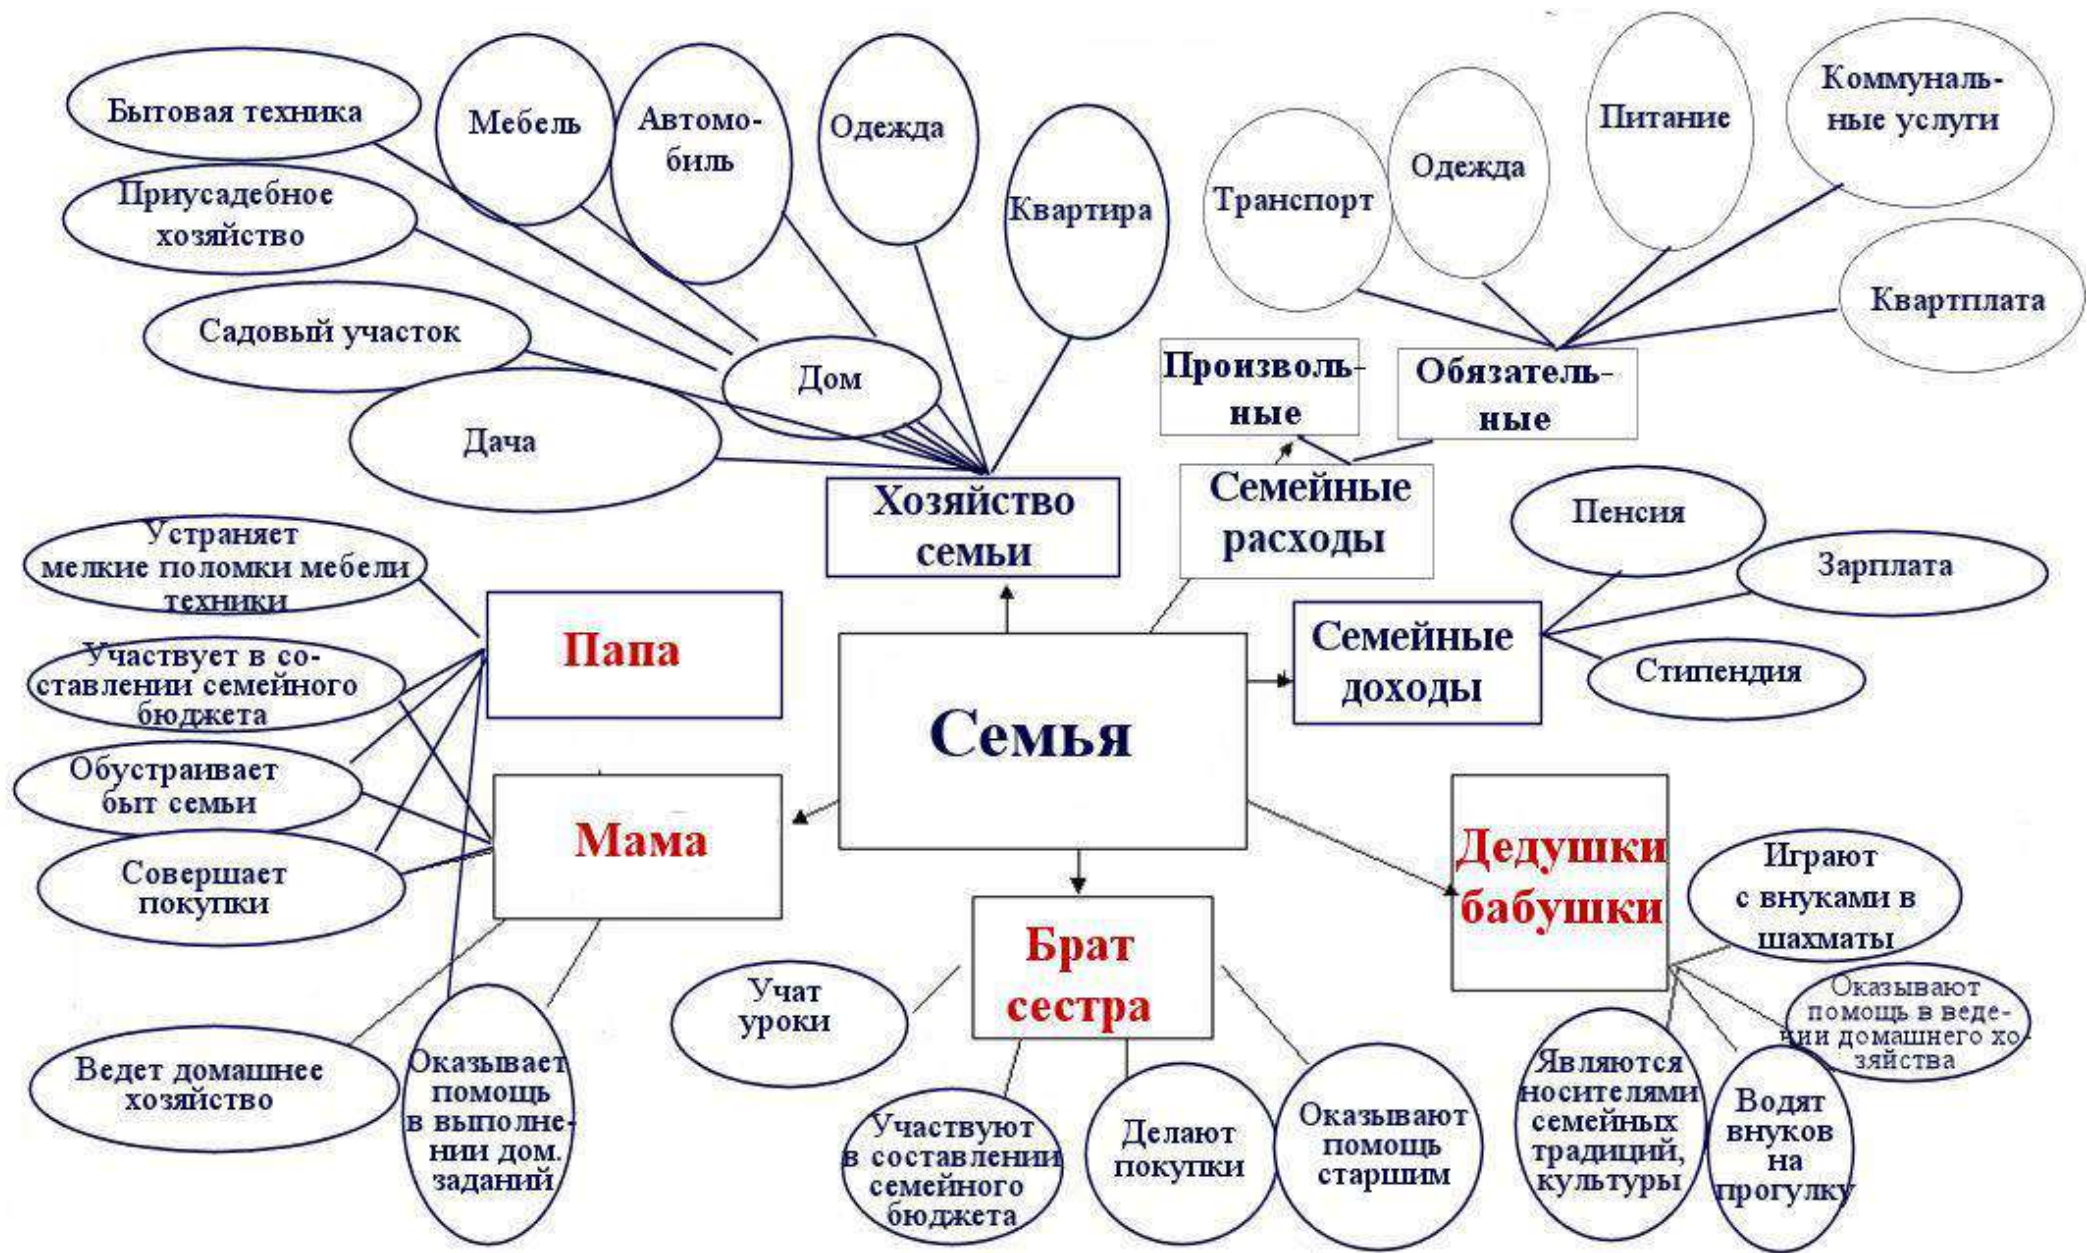 Бытовая техника
Мебель
Автомо-
биль
Одежда
Квартира
Транспорт
Одежда
Питание
Коммуналь-
ные услуги
Квартплата
Приусадебное
хозяйство
Садовый участок
Дача
Дом
Произволь-
ные
Обязатель-
ные
Хозяйство
семьи
Семейные
расходы
Пенсия
Зарплата
Стипендия
Семейные
доходы
Устраняет
мелкие поломки мебели
техники
Участвует в со-
ставлении семейного
бюджета
Обустраивает
быт семьи
Совершает
покупки
Папа
Мама
Семья
Дедушки
бабушки
Брат
сестра
Играют
с внуками в
шахматы
Оказывают
помощь в веде-
нии домашнего хо-
зяйства
Являются
носителями
семейных
традиций,
культуры
Водят
внуков
на
прогулку
Ведет домашнее
хозяйство
Оказывает
помощь
в выполне-
нии дом.
заданий
Учат
уроки
Участвуют
в составлении
семейного
бюджета
Делают
покупки
Оказывают
помощь
старшим